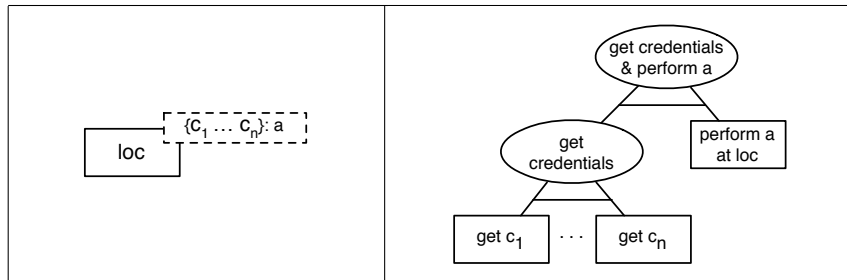 {c₁ ... cₙ}: a
loc
get credentials
& perform a
get
credentials
perform a
at loc
get c₁
. . .
get cₙ